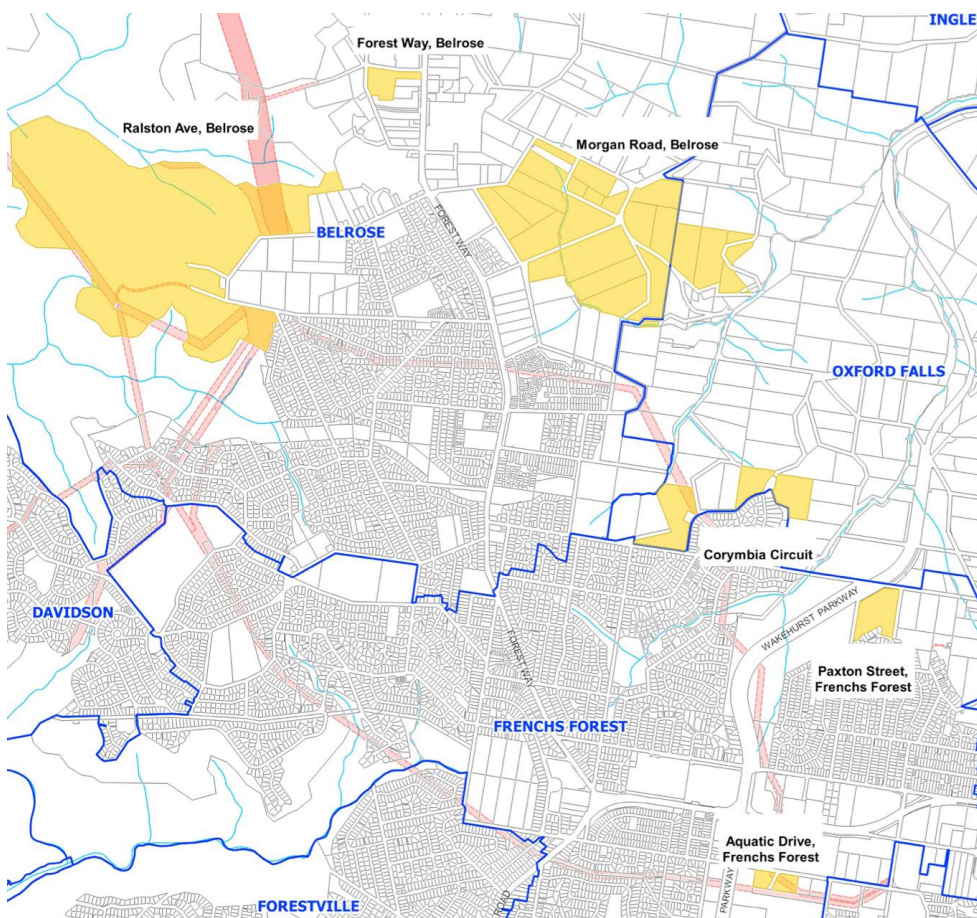 INGLE
Forest Way, Belrose
Ralston Ave, Belrose
Morgan Road, Belrose
BELROSE
FOREST WAY
OXFORD FALLS
Corymbia Circuit
DAVIDSON
WAKEHURST PARKWAY
FOREST WAY
Paxton Street,
Frenchs Forest
FRENCHS FOREST
Aquatic Drive,
Frenchs Forest
PARKWAY
FORESTVILLE
ROAD